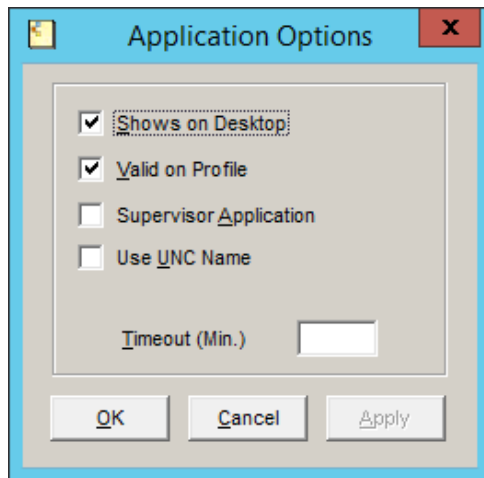 Application Options
x
Shows on Desktop
Valid on Profile
Supervisor Application
Use UNC Name
Timeout (Min.)
OK Cancel Apply